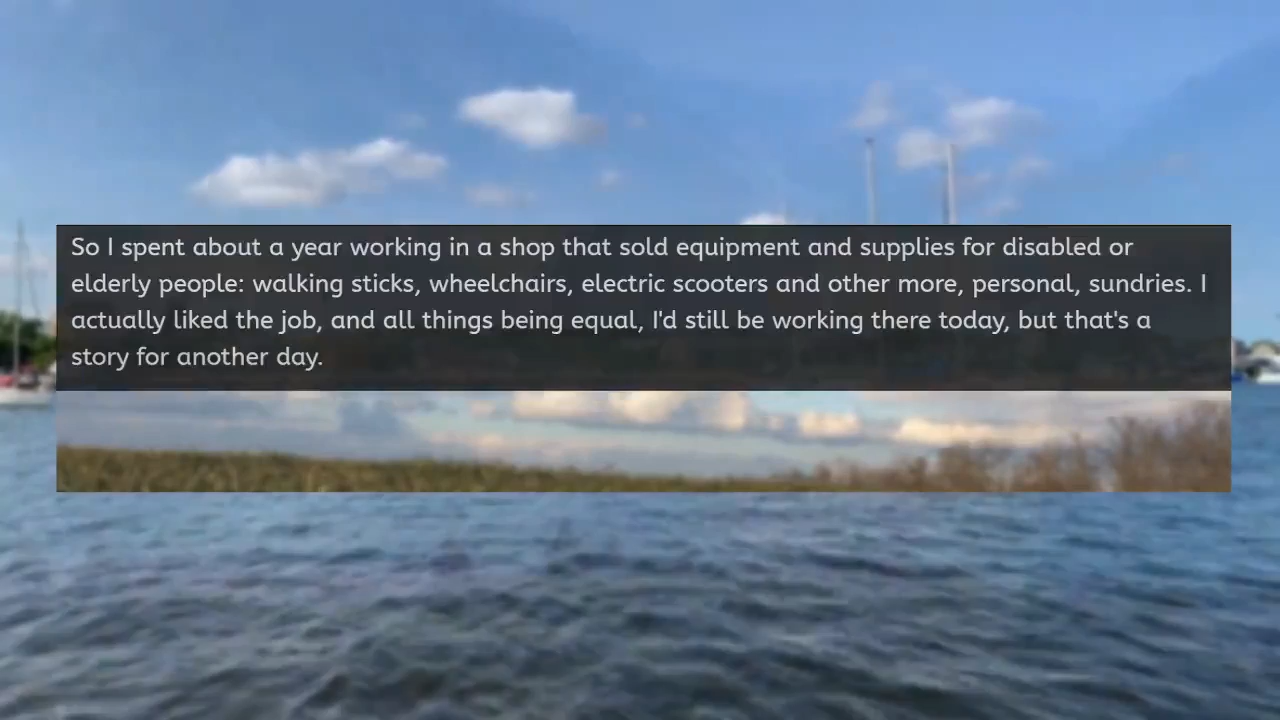 So I spent about a year working in a shop that sold equipment and supplies for disabled or
elderly people: walking sticks, wheelchairs, electric scooters and other more, personal, sundries. I
actually liked the job, and all things being equal, I'd still be working there today, but that's a
story for another day.